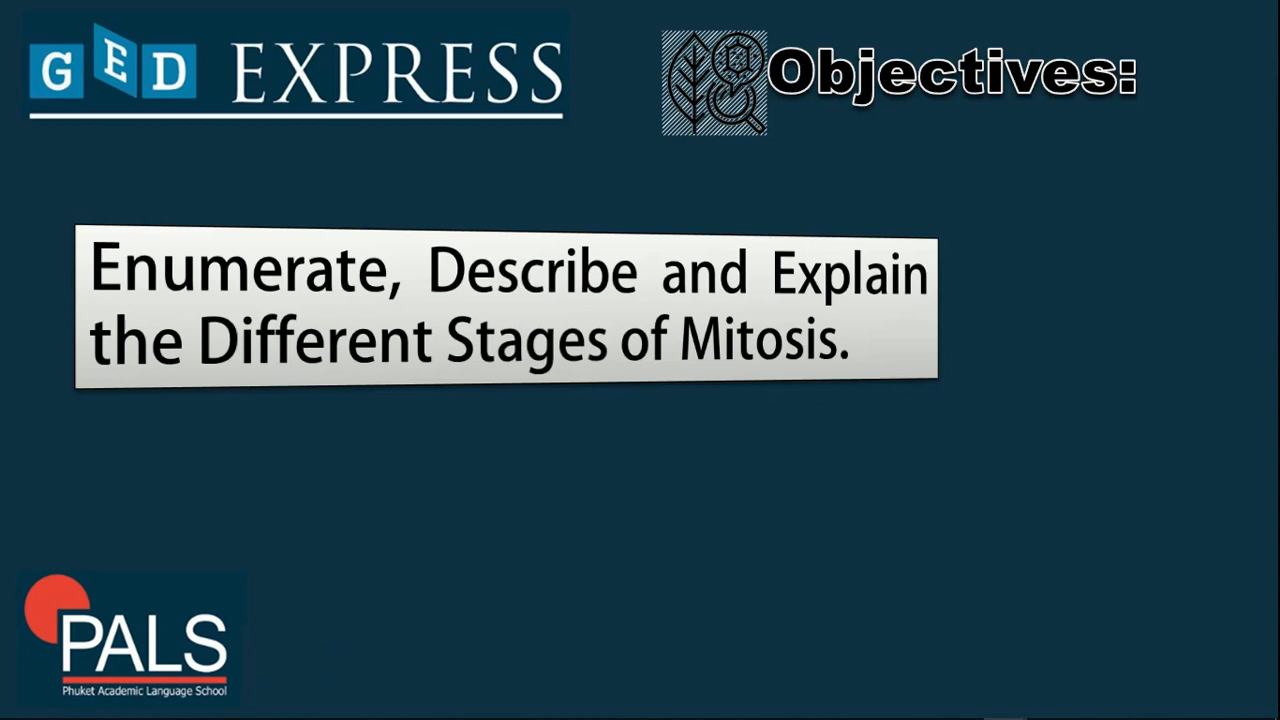 GED EXPRESS
Objectives:
Enumerate, Describe and Explain
the Different Stages of Mitosis.
PALS
Phuket Academic Language School